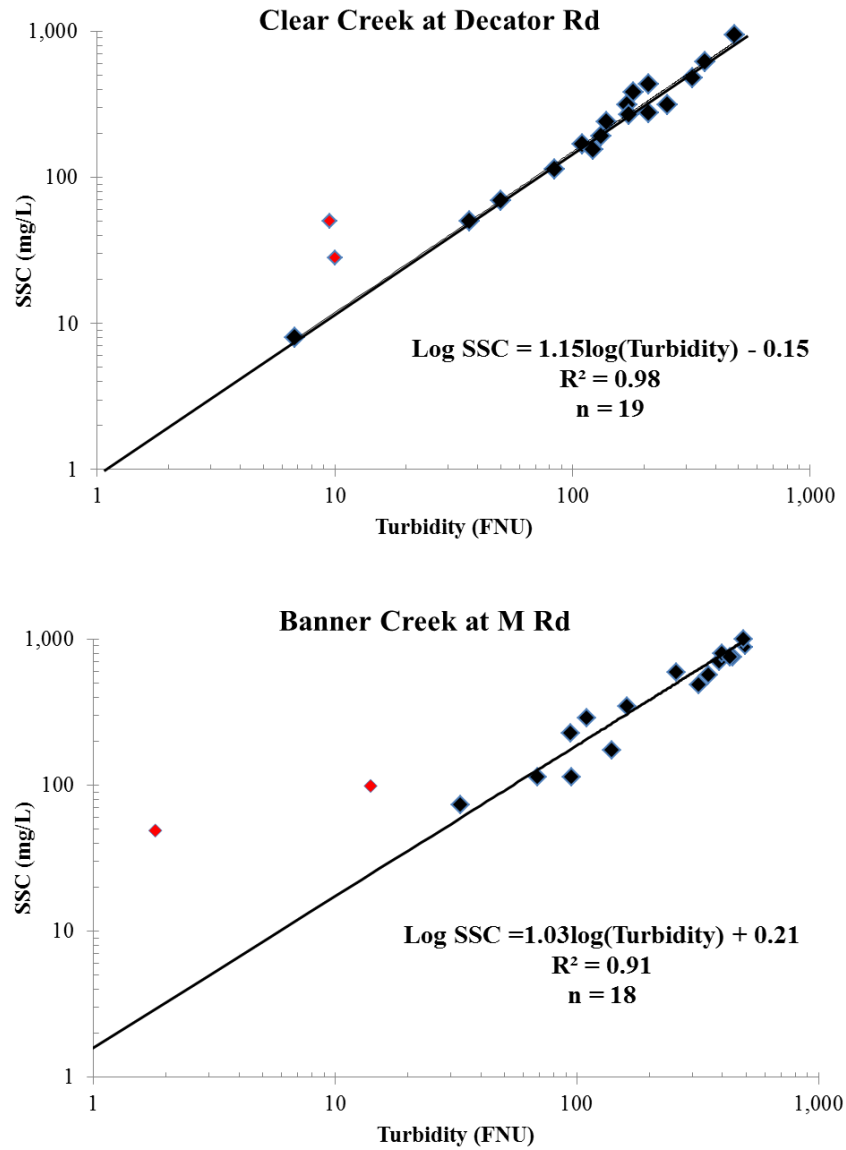 Clear Creek at Decator Rd
1,000
100
10
1
SSC (mg/L)
Log SSC = 1.15log(Turbidity) - 0.15
R² = 0.98
n = 19
1 10 100 1,000
Turbidity (FNU)
Banner Creek at M Rd
1,000
100
10
1
SSC (mg/L)
Log SSC =1.03log(Turbidity) + 0.21
R² = 0.91
n = 18
1 10 100 1,000
Turbidity (FNU)